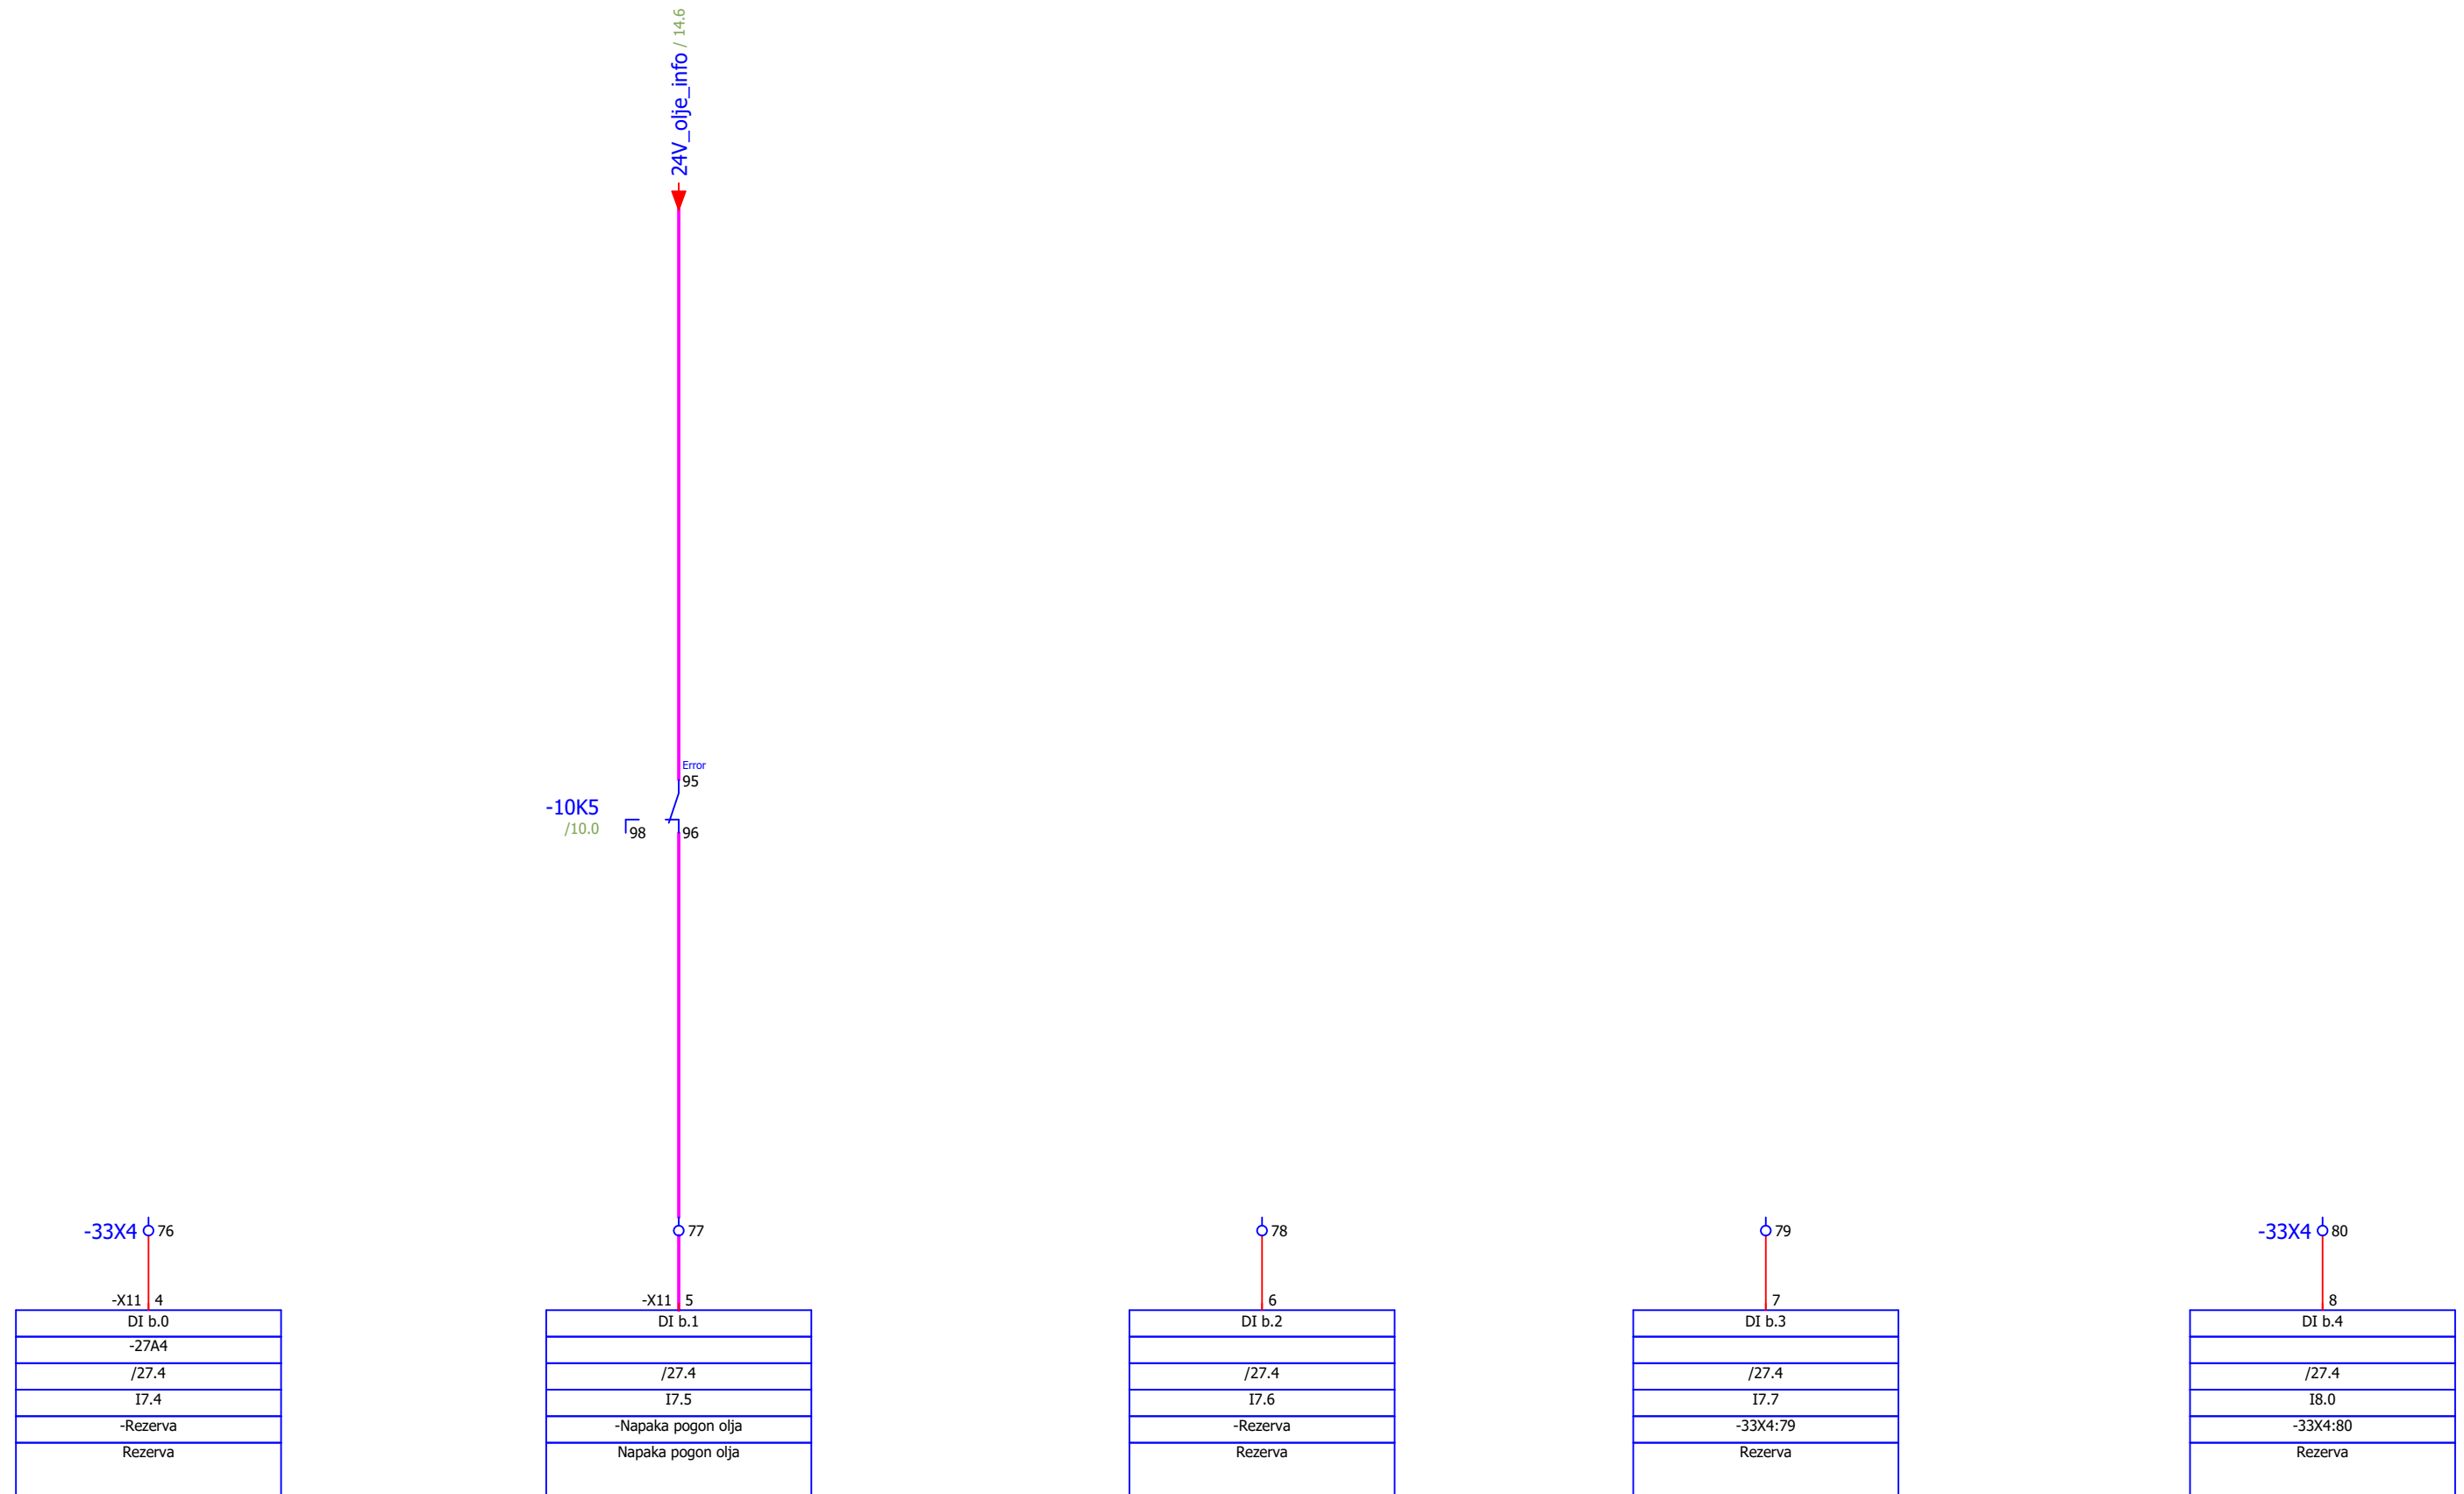 24V_olje_info / 14.6
Error
95
-10K5
/10.0
98
96
-33X4 76
77
78
79
-33X4 80
-X11 4
-X11 5
6
7
8
DI b.0
-27A4
/27.4
I7.4
-Rezerva
Rezerva
DI b.1
/27.4
I7.5
-Napaka pogon olja
Napaka pogon olja
DI b.2
/27.4
I7.6
-Rezerva
Rezerva
DI b.3
/27.4
I7.7
-33X4:79
Rezerva
DI b.4
/27.4
I8.0
-33X4:80
Rezerva